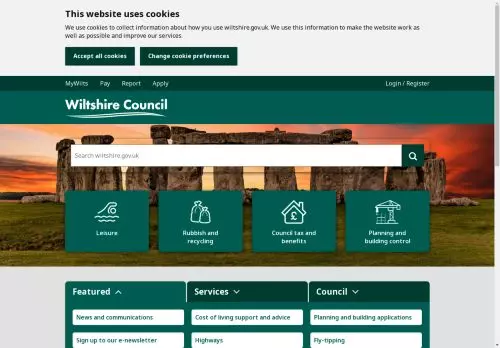 This website uses cookies
We use cookies to collect information about how you use wiltshire.gov.uk. We use this information to make the website work as
well as possible and improve our services.
Accept all cookies
Change cookie preferences
MyWilts
Pay
Report
Apply
Login / Register
Wiltshire Council
Search wiltshire.gov.uk
Leisure
Rubbish and
recycling
Council tax and
benefits
Planning and
building control
Featured
Services
Council
News and communications
Cost of living support and advice
Planning and building applications
Sign up to our e-newsletter
Highways
Fly-tipping